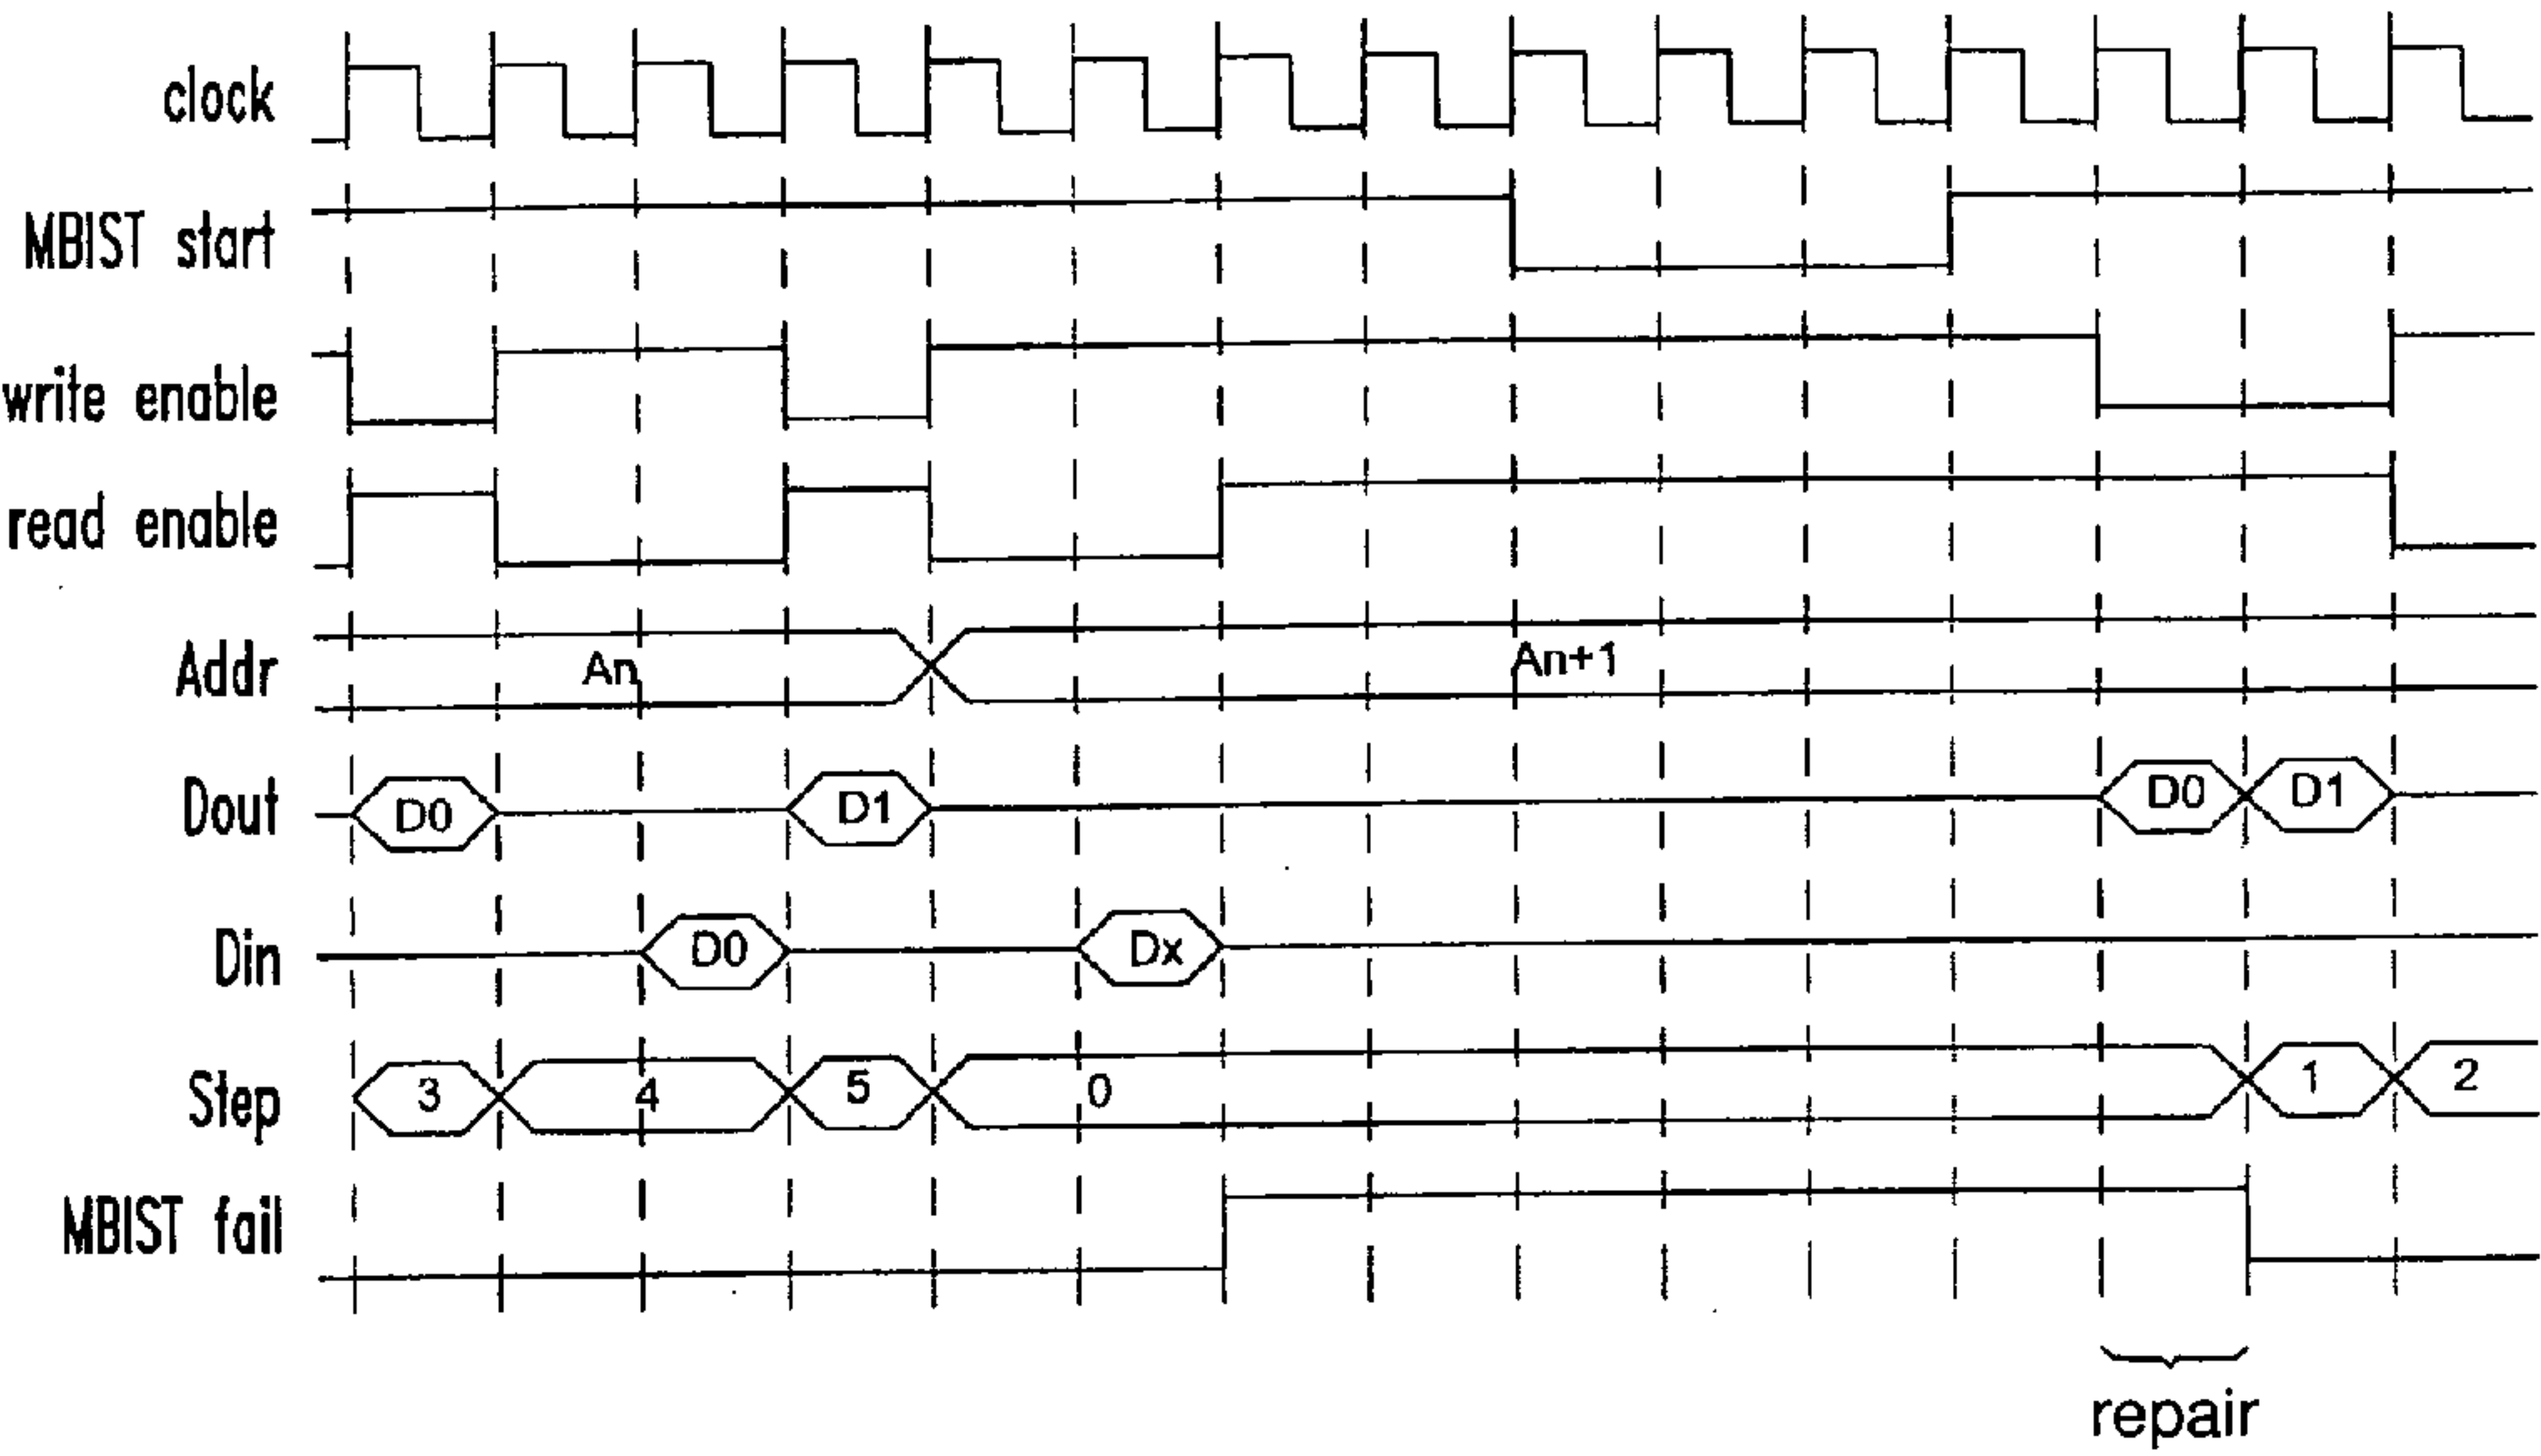 clock
MBIST start
write enable
read enable
Addr An An+1
Dout D0 D1 D0 D1
Din D0 Dx
Step 3 4 5 0 1 2
MBIST fail
repair